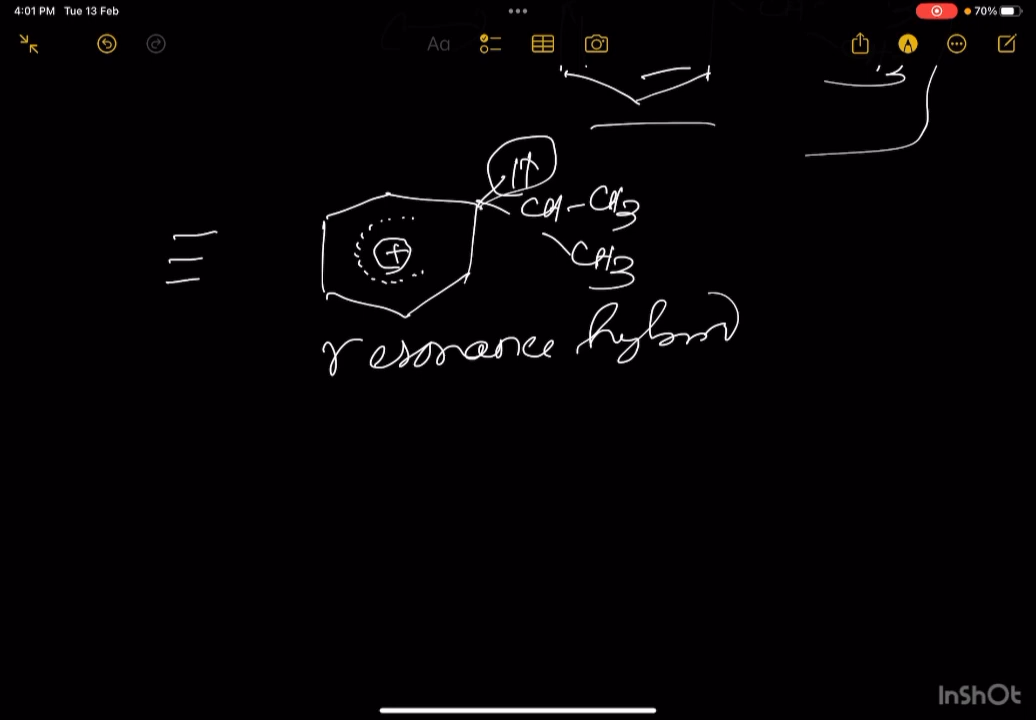 4:01 PM Tue 13 Feb
70%
Aa
H
CH-CH3
CH3
+
resonance hybrid
InShOt